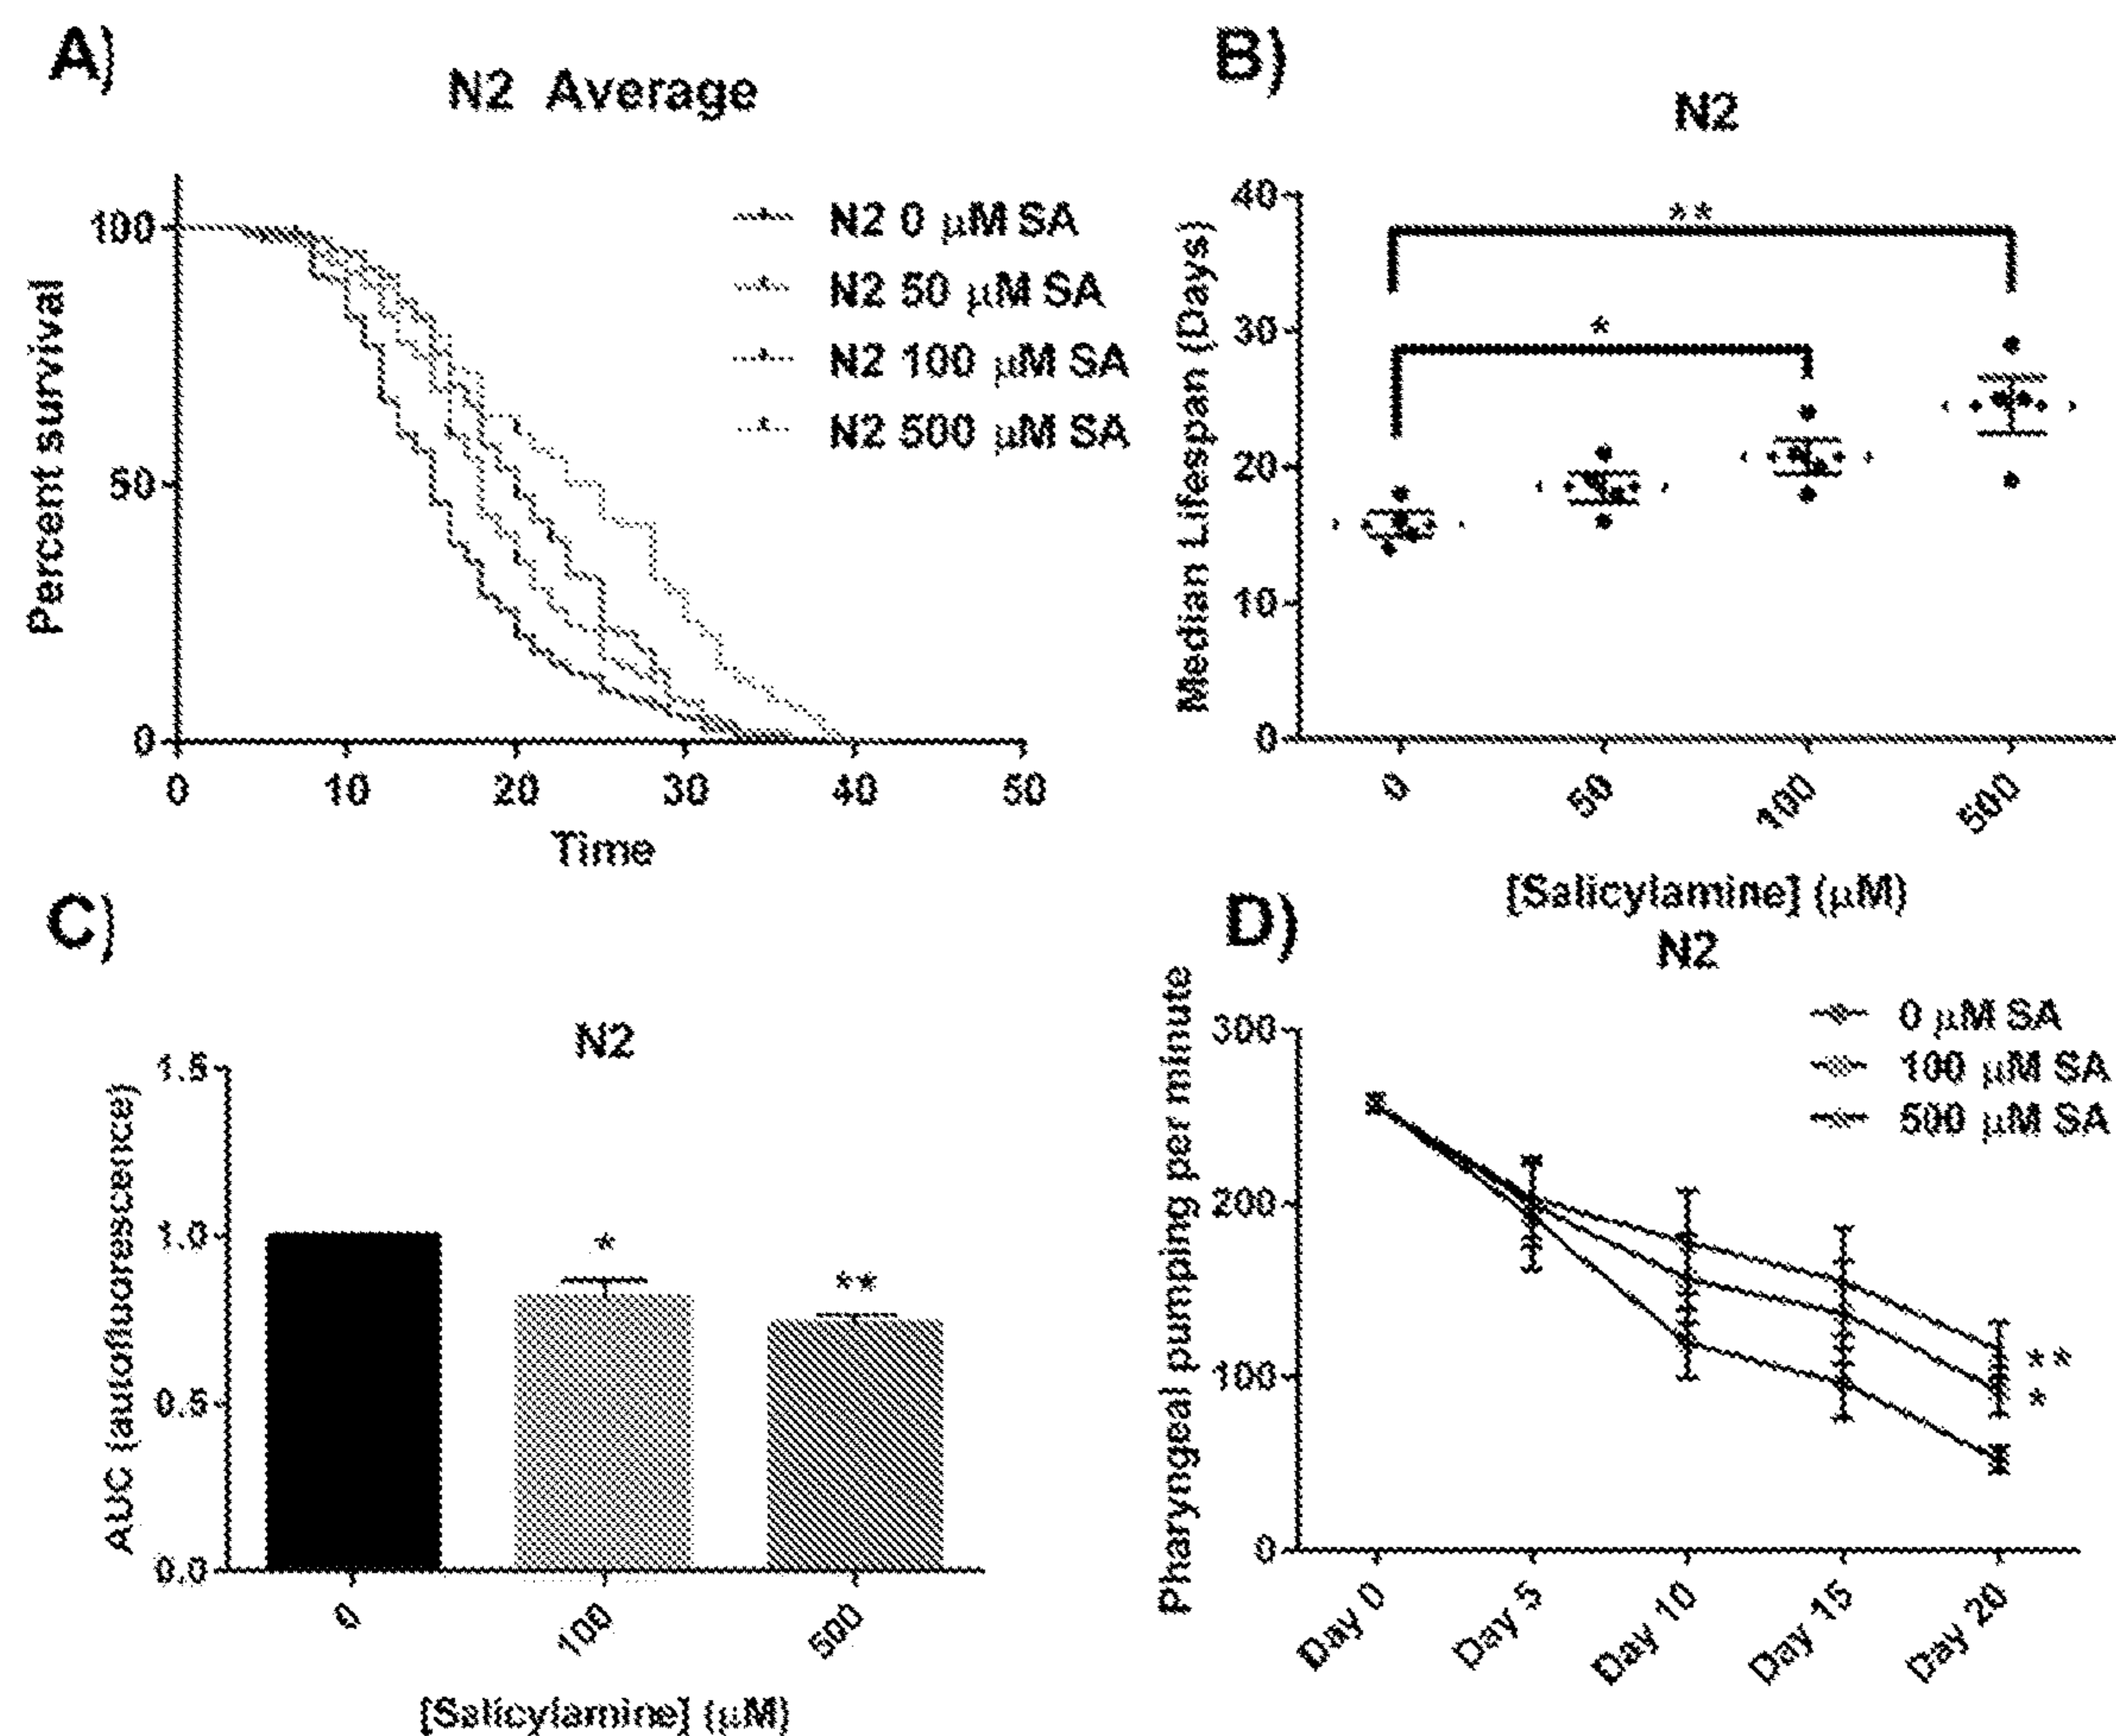 A)
N2 Average
Percent survival
100
50
0
0 10 20 30 40 50
Time
N2 0 μM SA
N2 50 μM SA
N2 100 μM SA
N2 500 μM SA
B)
N2
Median Lifespan (Days)
40
30
20
10
0
**
*
0 50 100 500
[Salicylamine] (μM)
C)
N2
AUC (autofluorescence)
1.5
1.0
0.5
0.0
*
**
0 100 500
[Salicylamine] (μM)
D)
N2
Pharyngeal pumping per minute
300
200
100
0
0 μM SA
100 μM SA
500 μM SA
**
*
Day 0 Day 5 Day 10 Day 15 Day 20